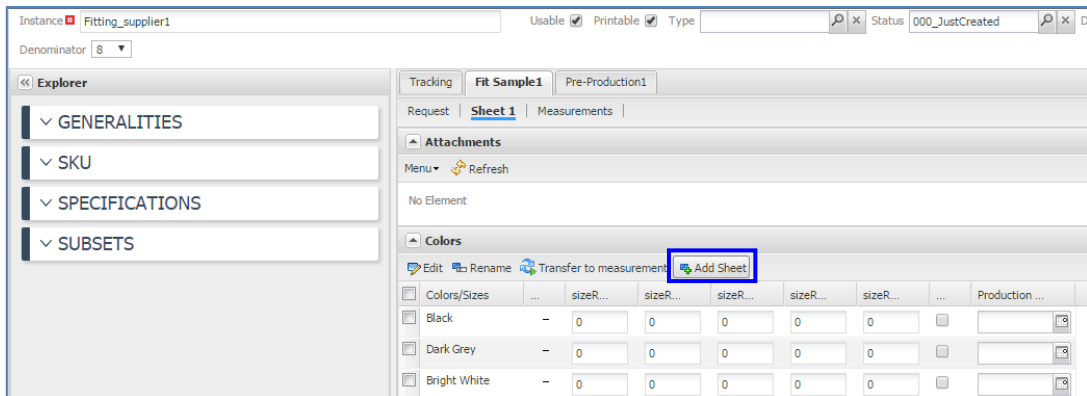 Instance Fitting_supplier1 Usable Printable Type Status 000_JustCreated D
Denominator 8
Explorer
GENERALITIES
SKU
SPECIFICATIONS
SUBSETS
Tracking Fit Sample1 Pre-Production1
Request | Sheet 1 | Measurements |
Attachments
Menu Refresh
No Element
Colors
Edit Rename Transfer to measurement Add Sheet
Colors/Sizes ... sizeR... sizeR... sizeR... sizeR... sizeR... ... Production ...
Black – 0 0 0 0 0
Dark Grey – 0 0 0 0 0
Bright White – 0 0 0 0 0